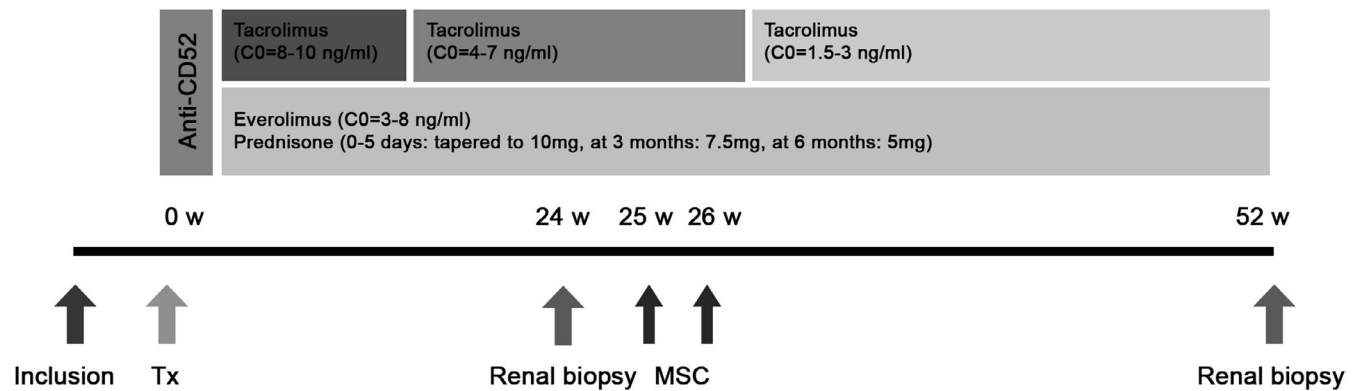 Anti-CD52
Tacrolimus
(C0=8-10 ng/ml)
Tacrolimus
(C0=4-7 ng/ml)
Tacrolimus
(C0=1.5-3 ng/ml)
Everolimus (C0=3-8 ng/ml)
Prednisone (0-5 days: tapered to 10mg, at 3 months: 7.5mg, at 6 months: 5mg)
0 w
24 w
25 w
26 w
52 w
Inclusion
Tx
Renal biopsy
MSC
Renal biopsy